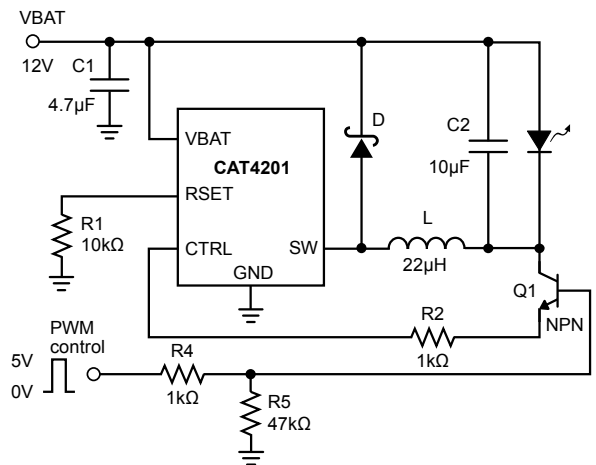 VBAT
12V
C1
4.7µF
VBAT
CAT4201
RSET
CTRL
SW
GND
R1
10kΩ
D
C2
10µF
L
22µH
Q1
NPN
R2
1kΩ
PWM
control
5V
0V
R4
1kΩ
R5
47kΩ